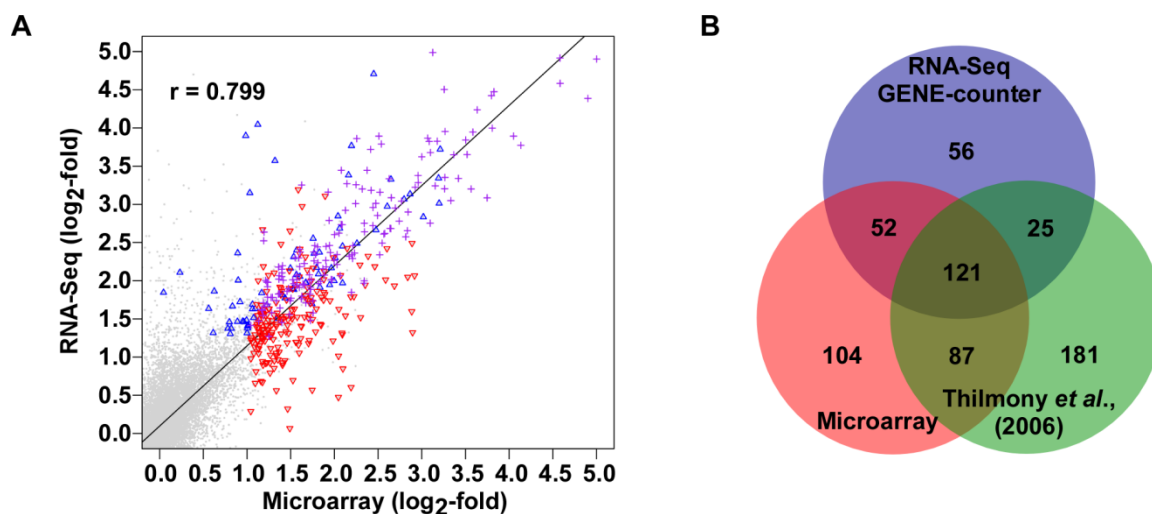 A
r = 0.799
RNA-Seq (log2-fold)
5.0
4.5
4.0
3.5
3.0
2.5
2.0
1.5
1.0
0.5
0.0
0.0 0.5 1.0 1.5 2.0 2.5 3.0 3.5 4.0 4.5 5.0
Microarray (log2-fold)
B
RNA-Seq
GENE-counter
56
52
25
121
104
87
181
Microarray
Thilmony et al.,
(2006)